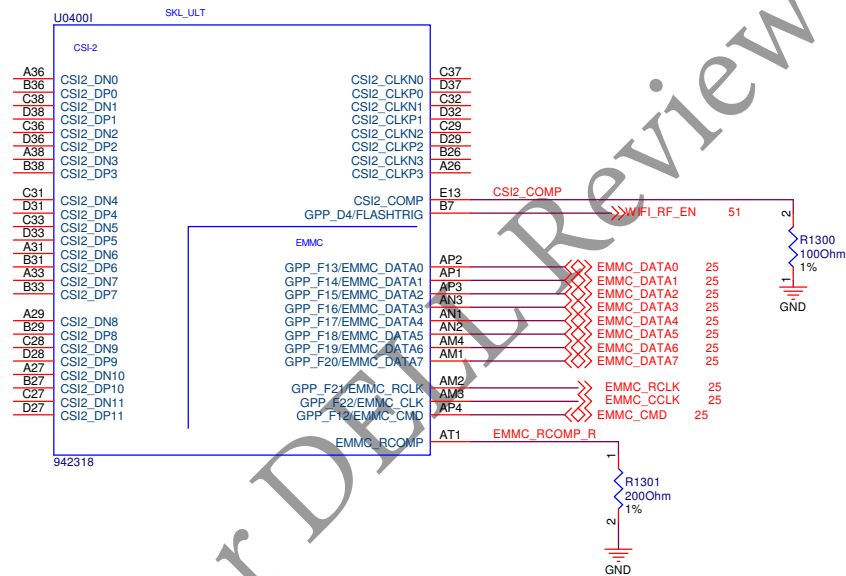 U0400I
SKL_ULT
CSI-2
A36 CSI2_DN0
B36 CSI2_DP0
C38 CSI2_DN1
D38 CSI2_DP1
C36 CSI2_DN2
D36 CSI2_DP2
A38 CSI2_DN3
B38 CSI2_DP3
C31 CSI2_DN4
D31 CSI2_DP4
C33 CSI2_DN5
D33 CSI2_DP5
A31 CSI2_DN6
B31 CSI2_DP6
A33 CSI2_DN7
B33 CSI2_DP7
A29 CSI2_DN8
B29 CSI2_DP8
C28 CSI2_DN9
D28 CSI2_DP9
A27 CSI2_DN10
B27 CSI2_DP10
C27 CSI2_DN11
D27 CSI2_DP11
CSI2_CLKN0 C37
CSI2_CLKP0 D37
CSI2_CLKN1 C32
CSI2_CLKP1 D32
CSI2_CLKN2 C29
CSI2_CLKP2 D29
CSI2_CLKN3 B26
CSI2_CLKP3 A26
CSI2_COMP E13 CSI2_COMP
GPP_D4/FLASHTRIG B7 WIFI_RF_EN 51
EMMC
GPP_F13/EMMC_DATA0 AP2 EMMC_DATA0 25
GPP_F14/EMMC_DATA1 AP1 EMMC_DATA1 25
GPP_F15/EMMC_DATA2 AP3 EMMC_DATA2 25
GPP_F16/EMMC_DATA3 AN3 EMMC_DATA3 25
GPP_F17/EMMC_DATA4 AN1 EMMC_DATA4 25
GPP_F18/EMMC_DATA5 AN2 EMMC_DATA5 25
GPP_F19/EMMC_DATA6 AM4 EMMC_DATA6 25
GPP_F20/EMMC_DATA7 AM1 EMMC_DATA7 25
GPP_F21/EMMC_RCLK AM2 EMMC_RCLK 25
GPP_F22/EMMC_CLK AM3 EMMC_CCLK 25
GPP_F12/EMMC_CMD AP4 EMMC_CMD 25
EMMC_RCOMP AT1 EMMC_RCOMP_R
942318
2
R1300
100Ohm
1%
1
GND
1
R1301
200Ohm
1%
2
GND
r DELL Review